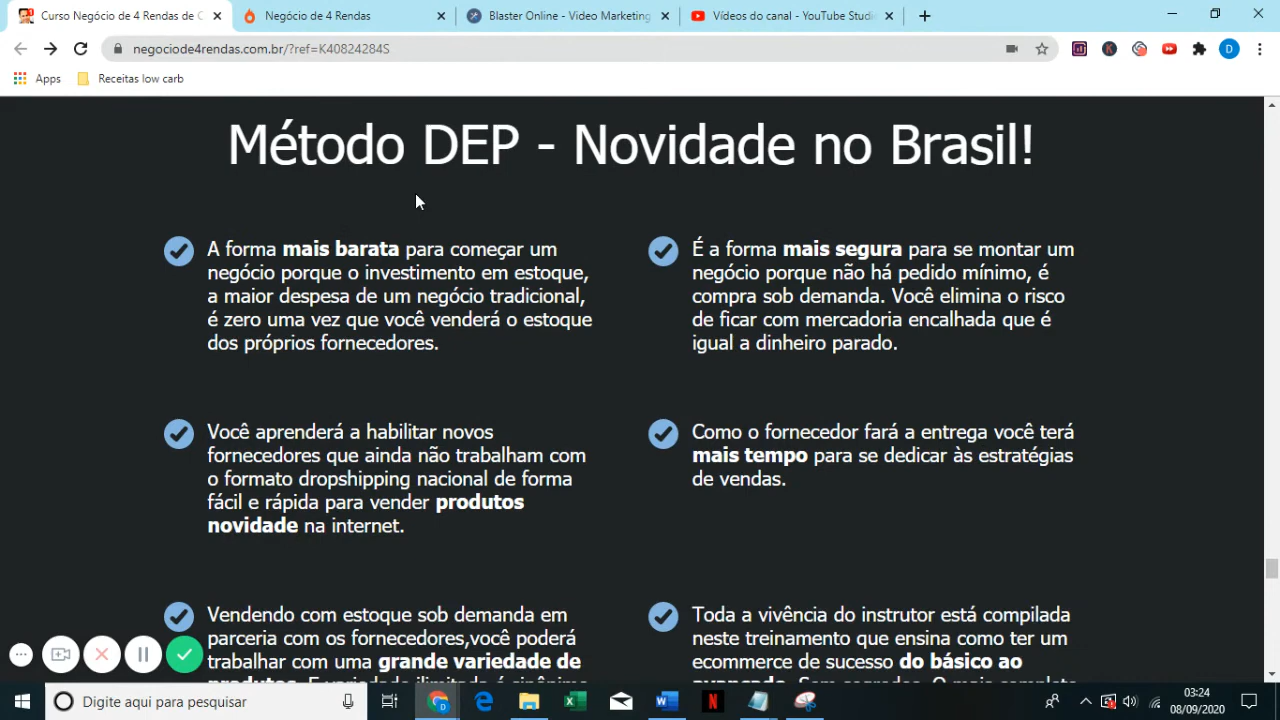 Curso Negócio de 4 Rendas de C
Negócio de 4 Rendas
Blaster Online - Video Marketing
Vídeos do canal - YouTube Studi
negociode4rendas.com.br/?ref=K40824284S
D
Apps
Receitas low carb
Método DEP - Novidade no Brasil!
A forma mais barata para começar um
negócio porque o investimento em estoque,
a maior despesa de um negócio tradicional,
é zero uma vez que você venderá o estoque
dos próprios fornecedores.
É a forma mais segura para se montar um
negócio porque não há pedido mínimo, é
compra sob demanda. Você elimina o risco
de ficar com mercadoria encalhada que é
igual a dinheiro parado.
Você aprenderá a habilitar novos
fornecedores que ainda não trabalham com
o formato dropshipping nacional de forma
fácil e rápida para vender produtos
novidade na internet.
Como o fornecedor fará a entrega você terá
mais tempo para se dedicar às estratégias
de vendas.
Vendendo com estoque sob demanda em
parceria com os fornecedores,você poderá
trabalhar com uma grande variedade de
produtos. E variedade ilimitada é sinônimo
Toda a vivência do instrutor está compilada
neste treinamento que ensina como ter um
ecommerce de sucesso do básico ao
avançado. Sem segredos. O mais completo
Digite aqui para pesquisar
03:24
08/09/2020